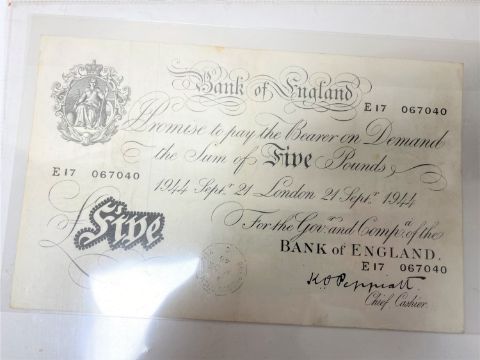 Bank of England
E17 067040
I Promise to pay the Bearer on Demand
the Sum of Five Pounds
E17 067040
1944 Septr. 21 London 21 Septr. 1944
For the Govr. and Compa. of the
BANK OF ENGLAND.
£Five
E17 067040
K O Peppiatt
Chief Cashier.